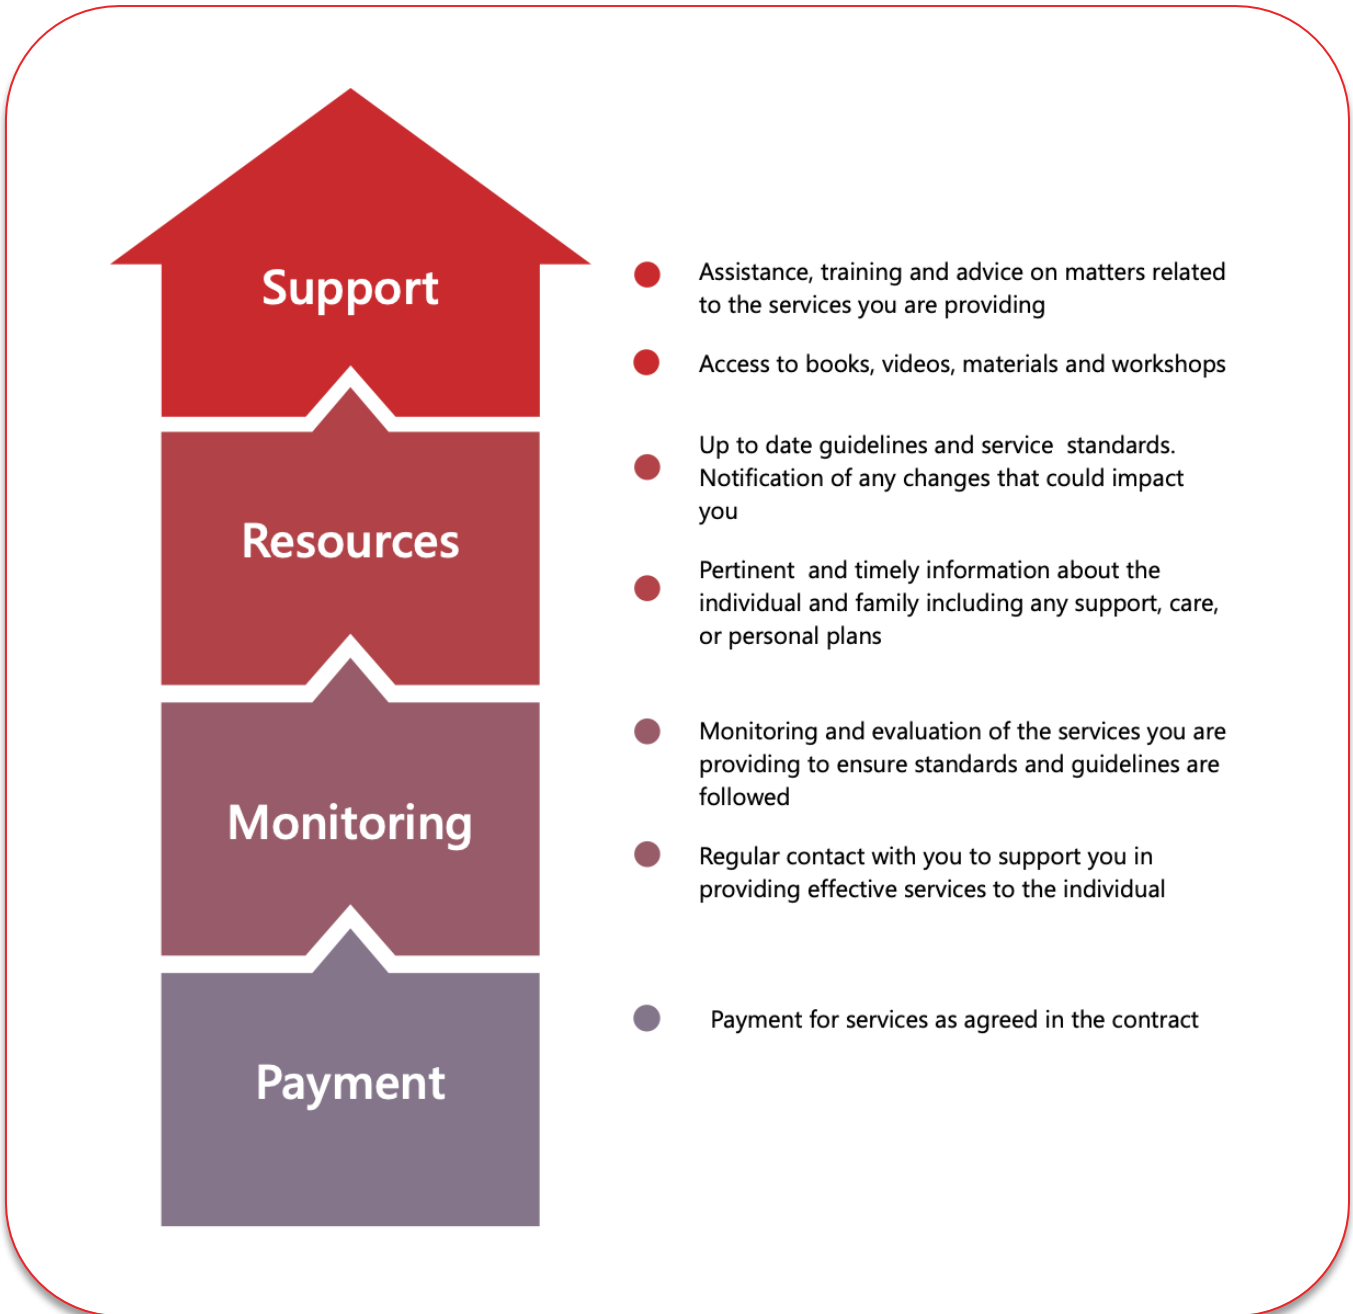 Support
Assistance, training and advice on matters related
to the services you are providing
Access to books, videos, materials and workshops
Resources
Up to date guidelines and service  standards.
Notification of any changes that could impact
you
Pertinent  and timely information about the
individual and family including any support, care,
or personal plans
Monitoring
Monitoring and evaluation of the services you are
providing to ensure standards and guidelines are
followed
Regular contact with you to support you in
providing effective services to the individual
Payment
Payment for services as agreed in the contract